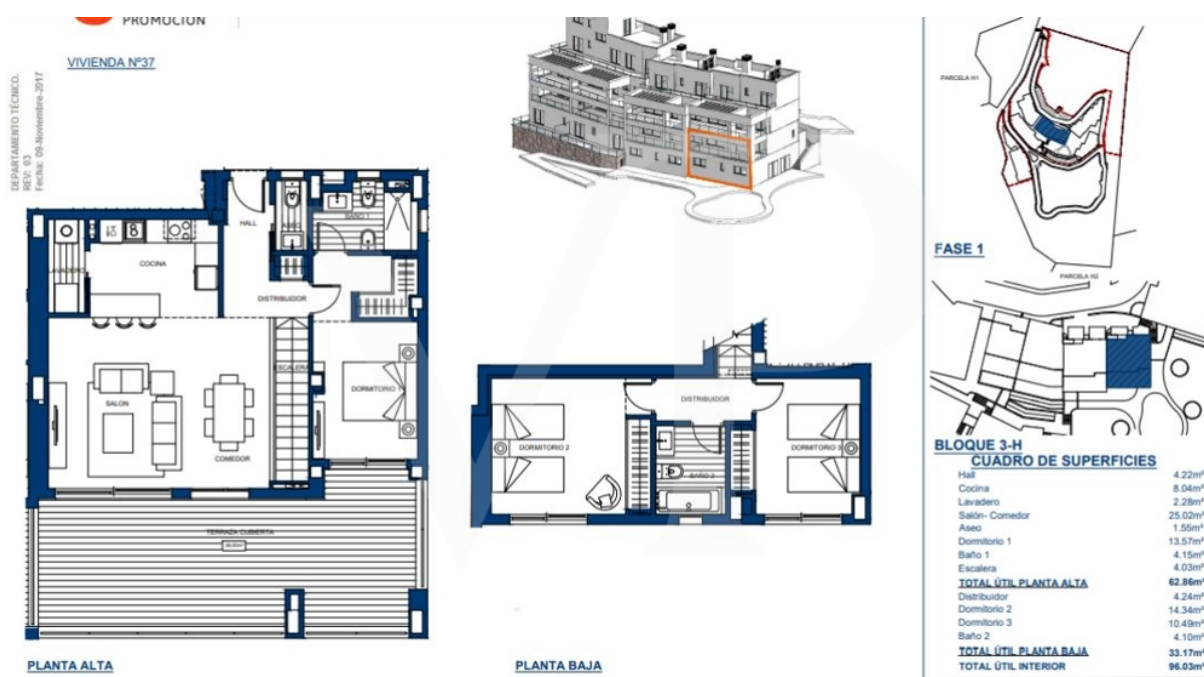 PROMOCIÓN
VIVIENDA Nº37
DEPARTAMENTO TÉCNICO.
REV: 03
Fecha: 09-Noviembre-2017
HALL
BAÑO 1
LAVADERO
COCINA
DISTRIBUIDOR
ESCALERA
DORMITORIO 1
SALON
COMEDOR
TERRAZA CUBIERTA
PLANTA ALTA
DISTRIBUIDOR
DORMITORIO 2
DORMITORIO 3
BAÑO 2
PLANTA BAJA
PARCELA H1
FASE 1
PARCELA H2
BLOQUE 3-H
CUADRO DE SUPERFICIES
Hall 4.22m²
Cocina 8.04m²
Lavadero 2.28m²
Salón- Comedor 25.02m²
Aseo 1.55m²
Dormitorio 1 13.57m²
Baño 1 4.15m²
Escalera 4.03m²
TOTAL ÚTIL PLANTA ALTA 62.86m²
Distribuidor 4.24m²
Dormitorio 2 14.34m²
Dormitorio 3 10.49m²
Baño 2 4.10m²
TOTAL ÚTIL PLANTA BAJA 33.17m²
TOTAL ÚTIL INTERIOR 96.03m²